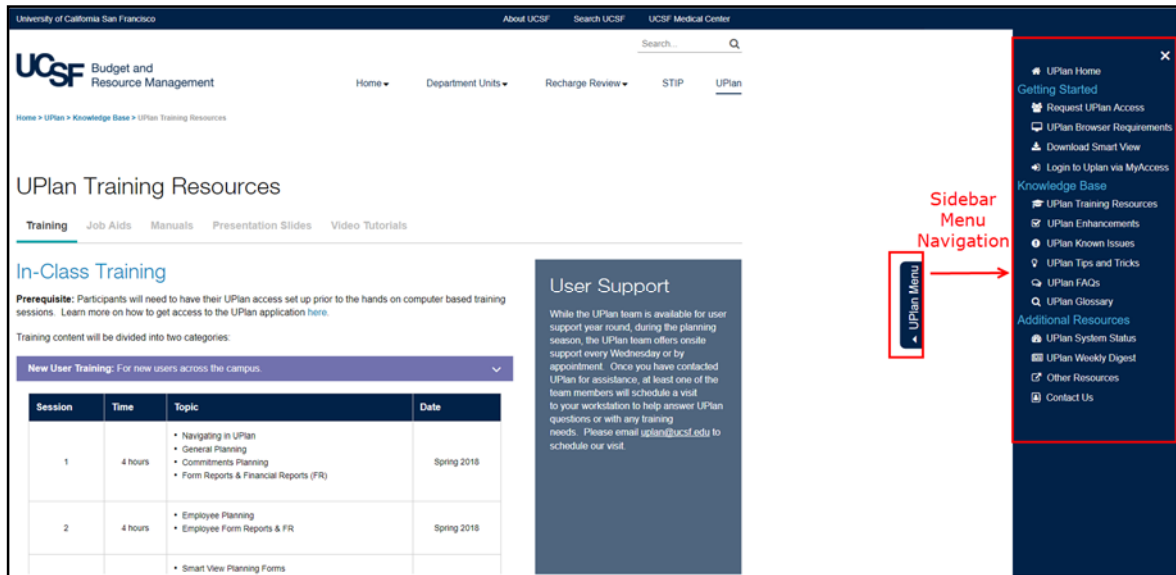 University of California San Francisco
About UCSF Search UCSF UCSF Medical Center
Search...
UCSF Budget and
Resource Management
Home Department Units Recharge Review STIP UPlan
Home > UPlan > Knowledge Base > UPlan Training Resources
UPlan Training Resources
Training Job Aids Manuals Presentation Slides Video Tutorials
In-Class Training
Prerequisite: Participants will need to have their UPlan access set up prior to the hands on computer based training
sessions. Learn more on how to get access to the UPlan application here.
Training content will be divided into two categories:
New User Training: For new users across the campus.
Session Time Topic Date
1 4 hours
• Navigating in UPlan
• General Planning
• Commitments Planning
• Form Reports & Financial Reports (FR)
Spring 2018
2 4 hours
• Employee Planning
• Employee Form Reports & FR
Spring 2018
• Smart View Planning Forms
User Support
While the UPlan team is available for user
support year round, during the planning
season, the UPlan team offers onsite
support every Wednesday or by
appointment. Once you have contacted
UPlan for assistance, at least one of the
team members will schedule a visit
to your workstation to help answer UPlan
questions or with any training
needs. Please email uplan@ucsf.edu to
schedule our visit.
UPlan Menu
Sidebar
Menu
Navigation
UPlan Home
Getting Started
Request UPlan Access
UPlan Browser Requirements
Download Smart View
Login to Uplan via MyAccess
Knowledge Base
UPlan Training Resources
UPlan Enhancements
UPlan Known Issues
UPlan Tips and Tricks
UPlan FAQs
UPlan Glossary
Additional Resources
UPlan System Status
UPlan Weekly Digest
Other Resources
Contact Us